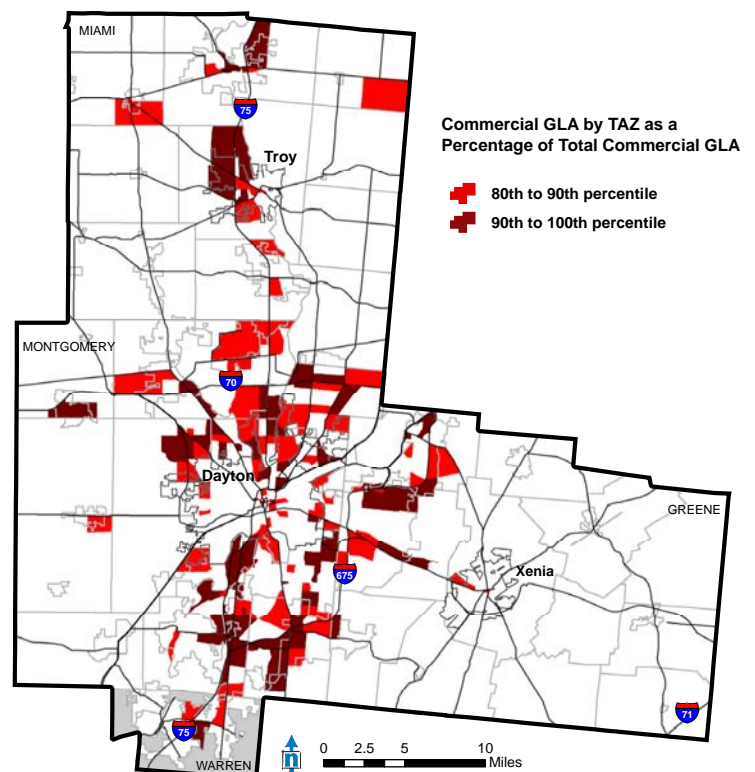 MIAMI
75
Commercial GLA by TAZ as a
Percentage of Total Commercial GLA
Troy
80th to 90th percentile
90th to 100th percentile
MONTGOMERY
70
Dayton
GREENE
Xenia
675
71
75
WARREN
n
0 2.5 5 10
Miles